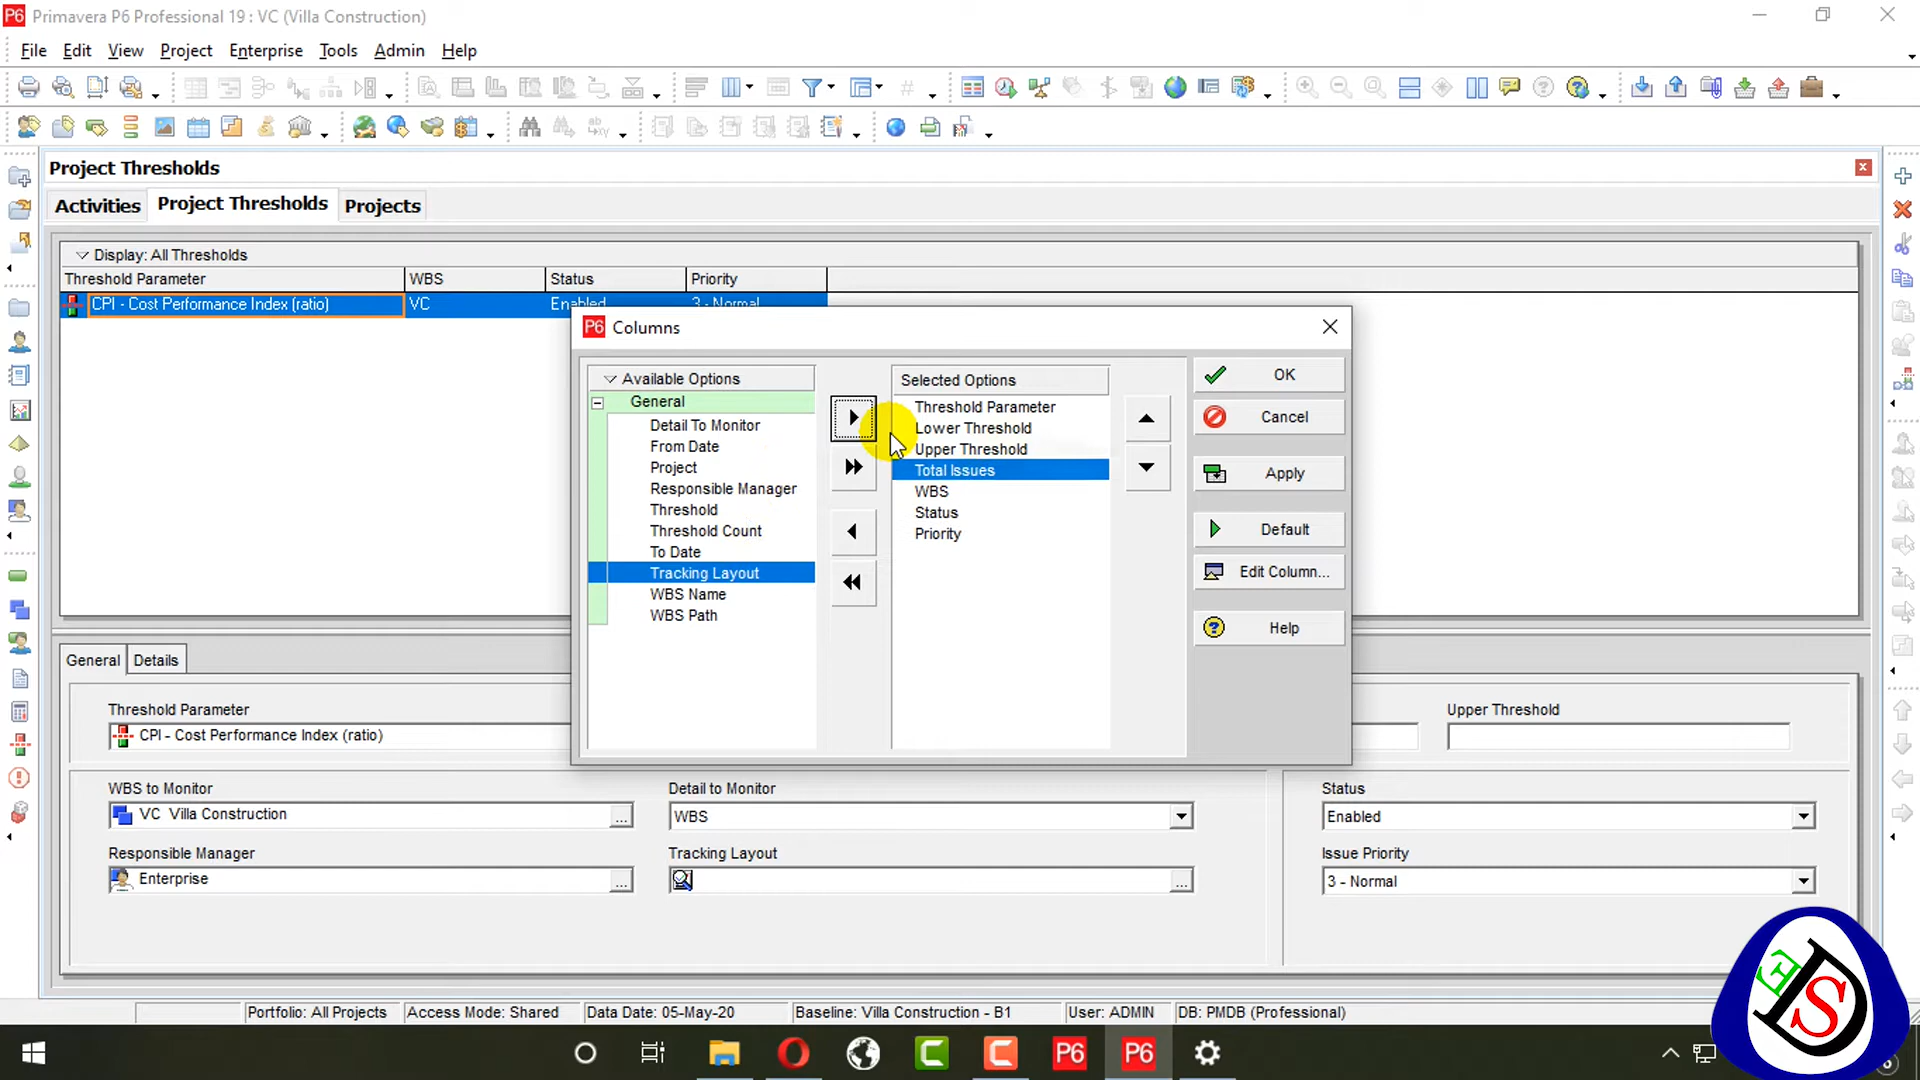 P6 Primavera P6 Professional 19 : VC (Villa Construction)
File Edit View Project Enterprise Tools Admin Help
Project Thresholds
Activities Project Thresholds Projects
Display: All Thresholds
Threshold Parameter WBS Status Priority
CPI - Cost Performance Index (ratio) VC Enabled 3 - Normal
P6 Columns
Available Options
General
Detail To Monitor
From Date
Project
Responsible Manager
Threshold
Threshold Count
To Date
Tracking Layout
WBS Name
WBS Path
Selected Options
Threshold Parameter
Lower Threshold
Upper Threshold
Total Issues
WBS
Status
Priority
OK
Cancel
Apply
Default
Edit Column...
Help
General Details
Threshold Parameter
CPI - Cost Performance Index (ratio)
Upper Threshold
WBS to Monitor
VC Villa Construction
...
Detail to Monitor
WBS
Status
Enabled
Responsible Manager
Enterprise
...
Tracking Layout
...
Issue Priority
3 - Normal
Portfolio: All Projects Access Mode: Shared Data Date: 05-May-20 Baseline: Villa Construction - B1 User: ADMIN DB: PMDB (Professional)
P6 P6